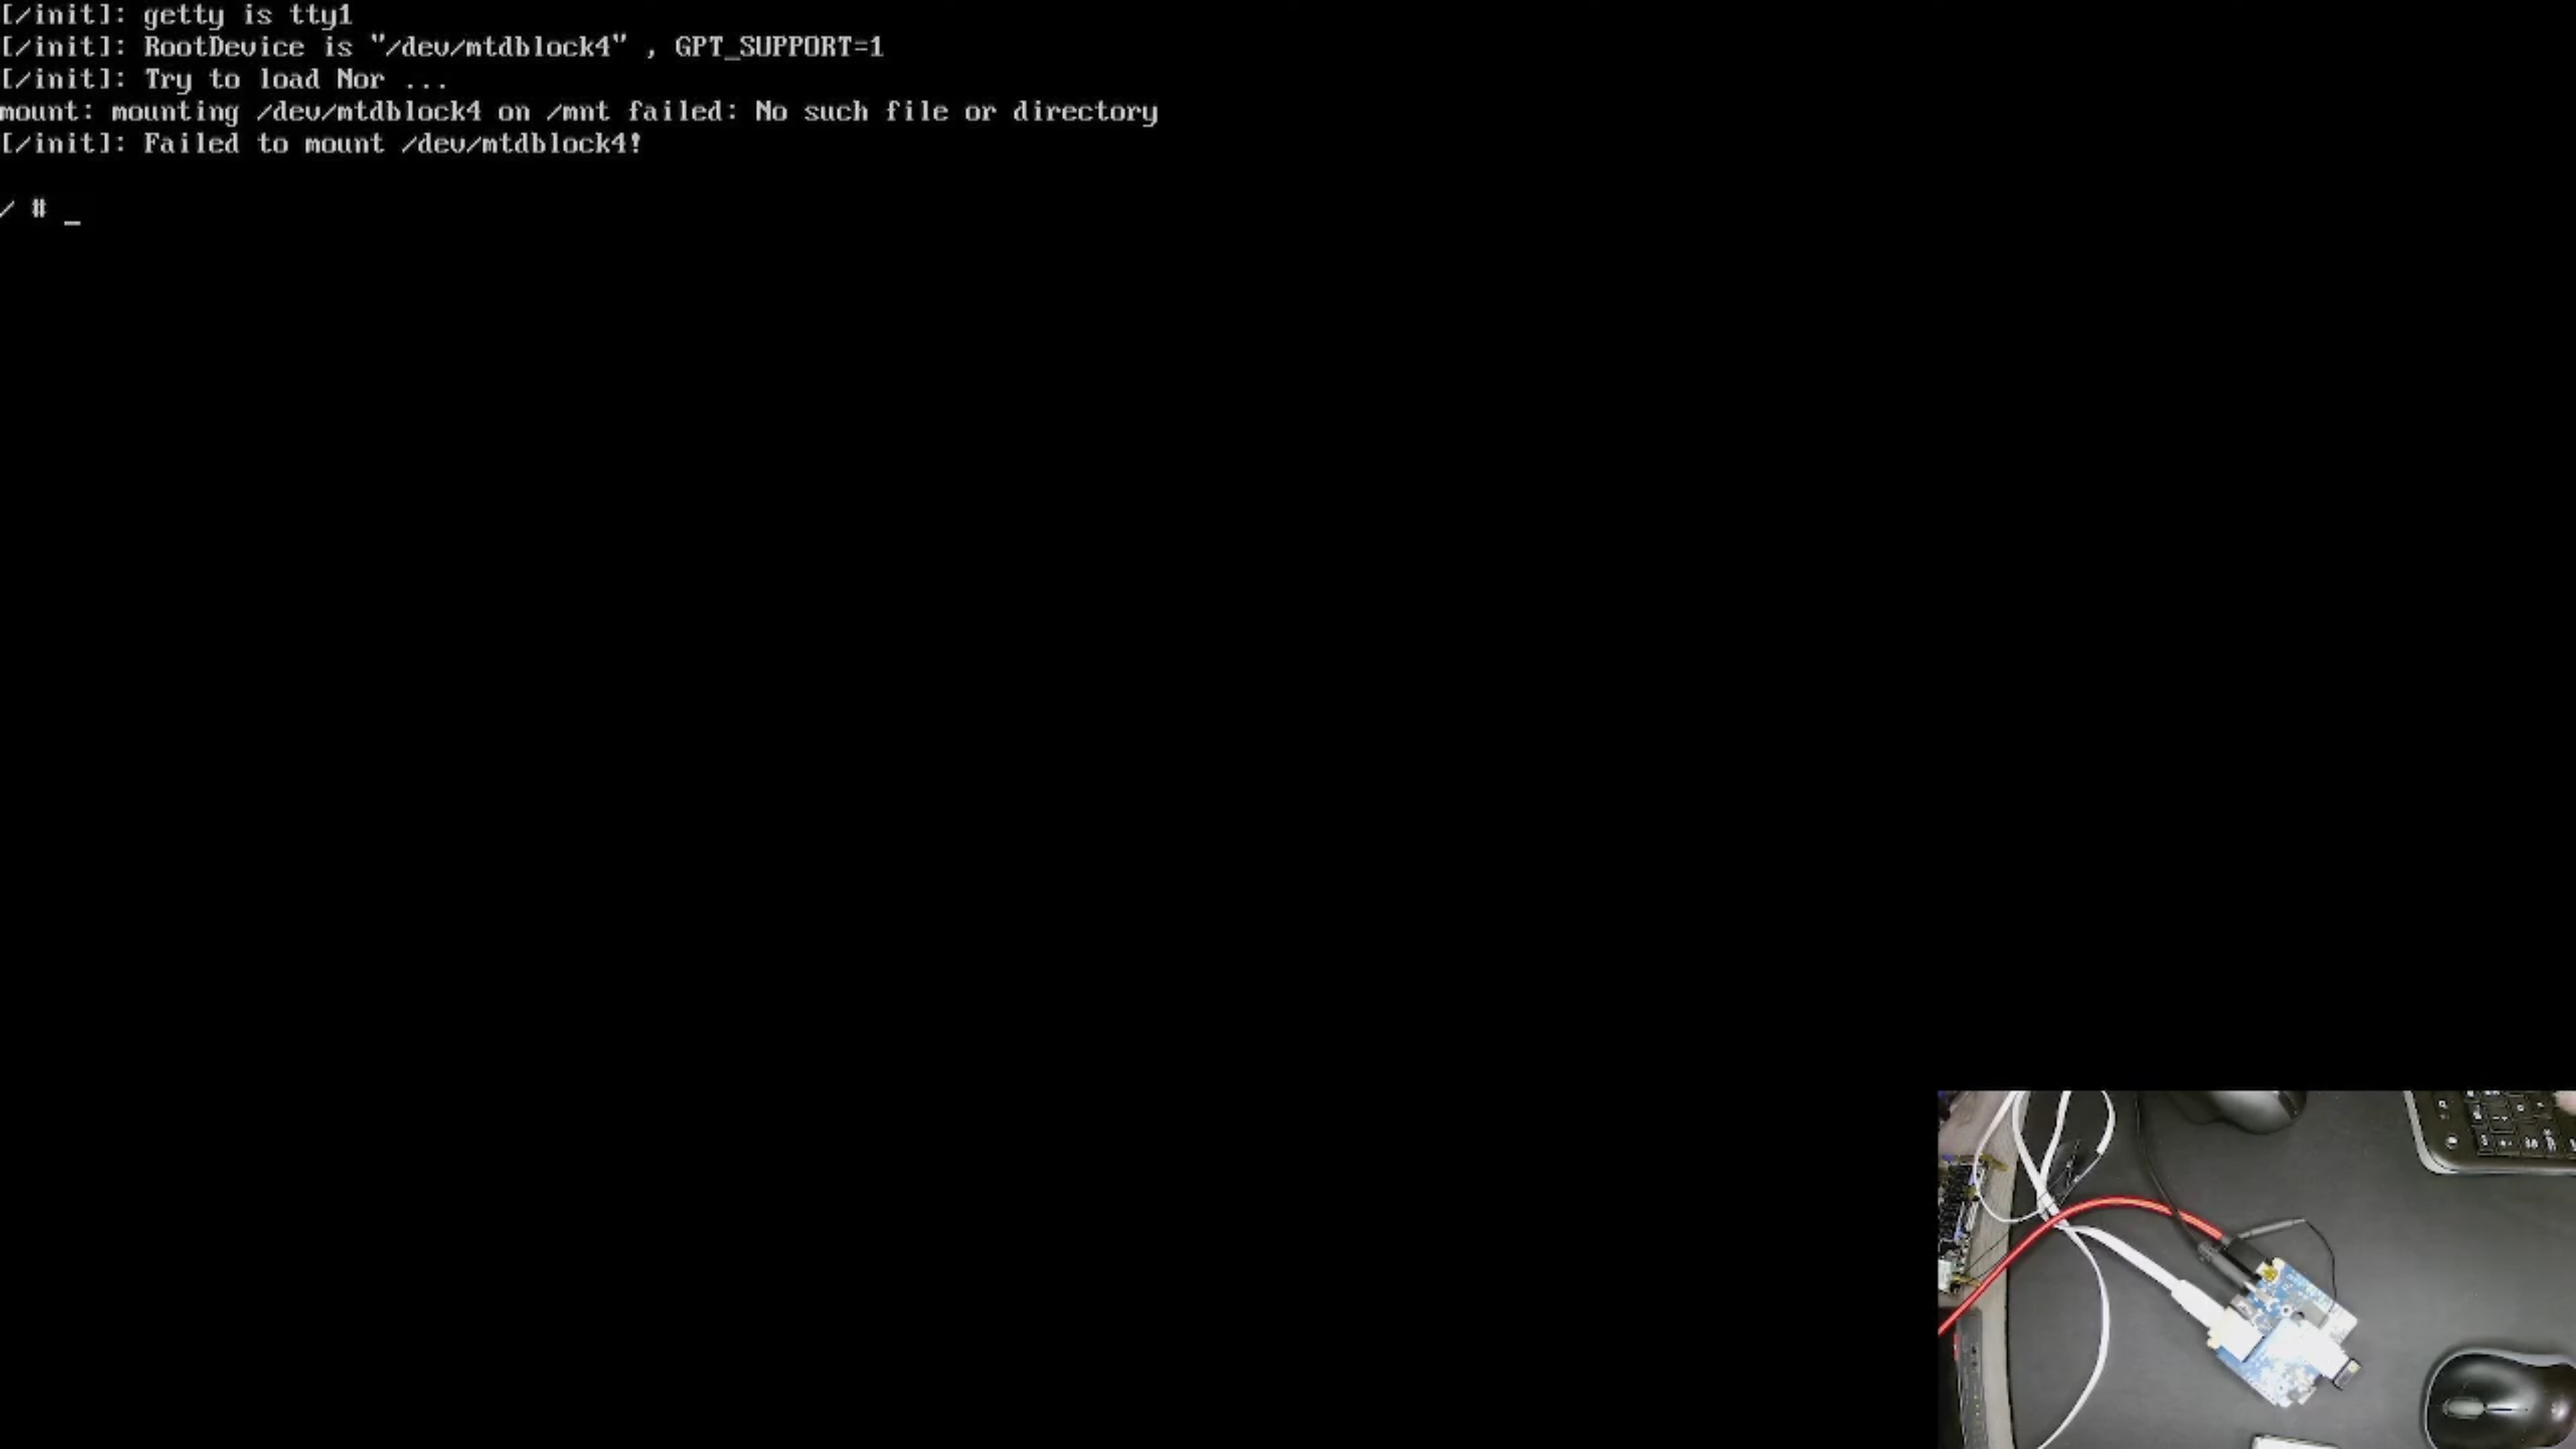 [/init]: getty is tty1
[/init]: RootDevice is "/dev/mtdblock4" , GPT_SUPPORT=1
[/init]: Try to load Nor ...
mount: mounting /dev/mtdblock4 on /mnt failed: No such file or directory
[/init]: Failed to mount /dev/mtdblock4!
/ # _